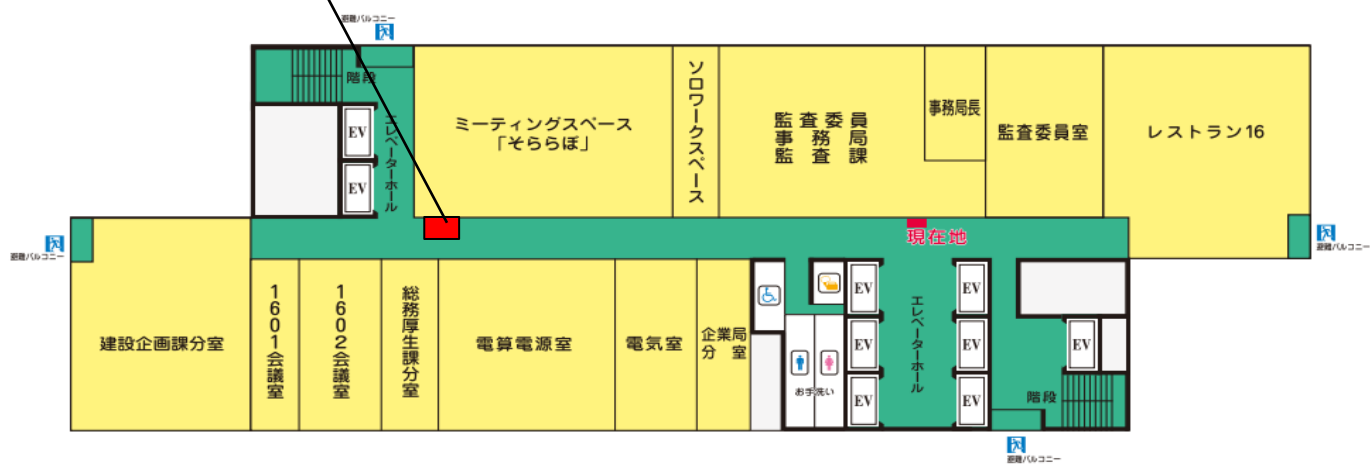 避難バルコニー
階段
EV
EV
エレベーターホール
ミーティングスペース
「そららぼ」
ソロワークスペース
監査委員
事務局
監査課
事務局長
監査委員室
レストラン16
現在地
避難バルコニー
避難バルコニー
建設企画課分室
1601会議室
1602会議室
総務厚生課分室
電算電源室
電気室
企業局
分室
お手洗い
EV
EV
EV
エレベーターホール
EV
EV
EV
EV
階段
避難バルコニー